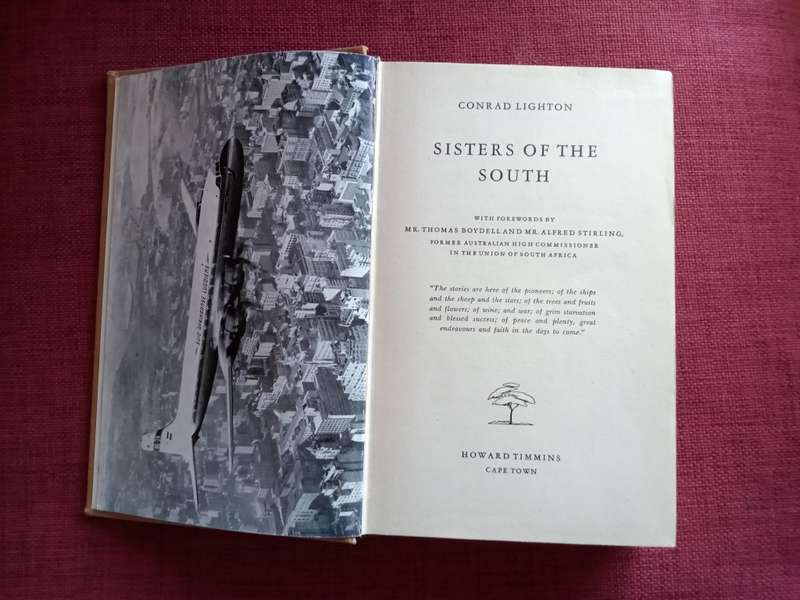 CONRAD LIGHTON
SISTERS OF THE
SOUTH
WITH FOREWORDS BY
MR. THOMAS BOYDELL AND MR. ALFRED STIRLING,
FORMER AUSTRALIAN HIGH COMMISSIONER
IN THE UNION OF SOUTH AFRICA
"The stories are here of the pioneers; of the ships
and the sheep and the stars; of the trees and fruits
and flowers; of wine; and war; of grim starvation
and blessed success; of peace and plenty, great
endeavours and faith in the days to come."
HOWARD TIMMINS
CAPE TOWN